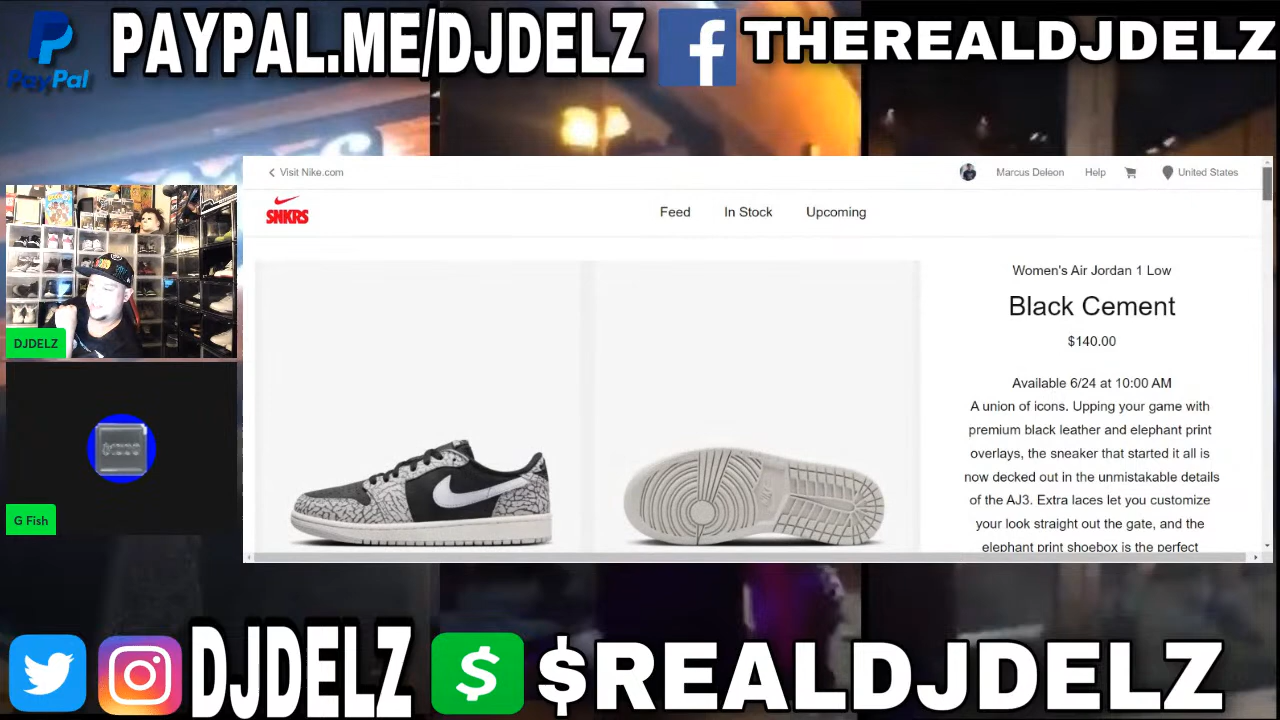 PayPal
PAYPAL.ME/DJDELZ
THEREALDJDELZ
Visit Nike.com
Marcus Deleon
Help
United States
SNKRS
Feed
In Stock
Upcoming
Women's Air Jordan 1 Low
Black Cement
$140.00
Available 6/24 at 10:00 AM
A union of icons. Upping your game with
premium black leather and elephant print
overlays, the sneaker that started it all is
now decked out in the unmistakable details
of the AJ3. Extra laces let you customize
your look straight out the gate, and the
elephant print shoebox is the perfect
DJDELZ
G Fish
DJDELZ
$REALDJDELZ